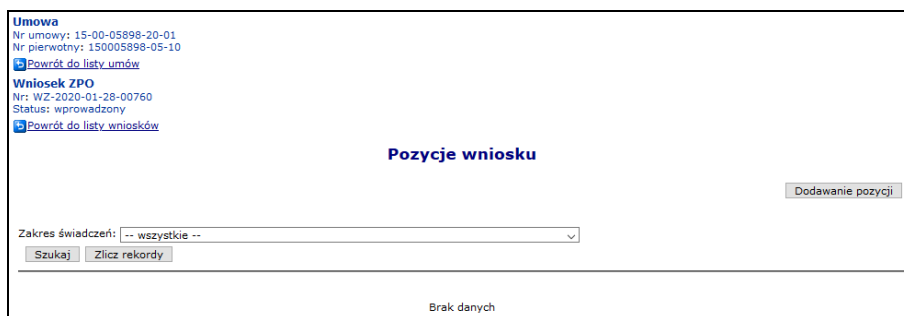 Umowa
Nr umowy: 15-00-05898-20-01
Nr pierwotny: 150005898-05-10
Powrót do listy umów
Wniosek ZPO
Nr: WZ-2020-01-28-00760
Status: wprowadzony
Powrót do listy wniosków
Pozycje wniosku
Dodawanie pozycji
Zakres świadczeń: -- wszystkie --
Szukaj Zlicz rekordy
Brak danych